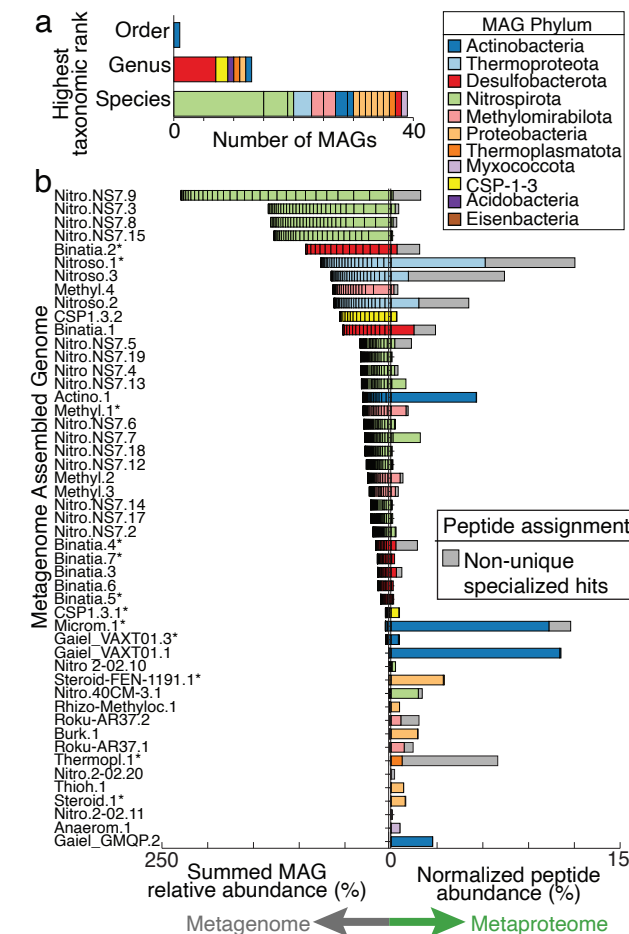 a
Highest
taxonomic rank
Order
Genus
Species
0
40
Number of MAGs
MAG Phylum
Actinobacteria
Thermoproteota
Desulfobacterota
Nitrospirota
Methylomirabilota
Proteobacteria
Thermoplasmatota
Myxococcota
CSP-1-3
Acidobacteria
Eisenbacteria
b
Metagenome Assembled Genome
Nitro.NS7.9
Nitro.NS7.3
Nitro.NS7.8
Nitro.NS7.15
Binatia.2*
Nitroso.1*
Nitroso.3
Methyl.4
Nitroso.2
CSP1.3.2
Binatia.1
Nitro.NS7.5
Nitro.NS7.19
Nitro NS7.4
Nitro.NS7.13
Actino.1
Methyl.1*
Nitro.NS7.6
Nitro.NS7.7
Nitro.NS7.18
Nitro.NS7.12
Methyl.2
Methyl.3
Nitro.NS7.14
Nitro.NS7.17
Nitro.NS7.2
Binatia.4*
Binatia.7*
Binatia.3
Binatia.6
Binatia.5*
CSP1.3.1*
Microm.1*
Gaiel_VAXT01.3*
Gaiel_VAXT01.1
Nitro 2-02.10
Steroid-FEN-1191.1*
Nitro.40CM-3.1
Rhizo-Methyloc.1
Roku-AR37.2
Burk.1
Roku-AR37.1
Thermopl.1*
Nitro.2-02.20
Thioh.1
Steroid.1*
Nitro.2-02.11
Anaerom.1
Gaiel_GMQP.2
Peptide assignment
Non-unique
specialized hits
250
0
15
Summed MAG
relative abundance (%)
Normalized peptide
abundance (%)
Metagenome
Metaproteome